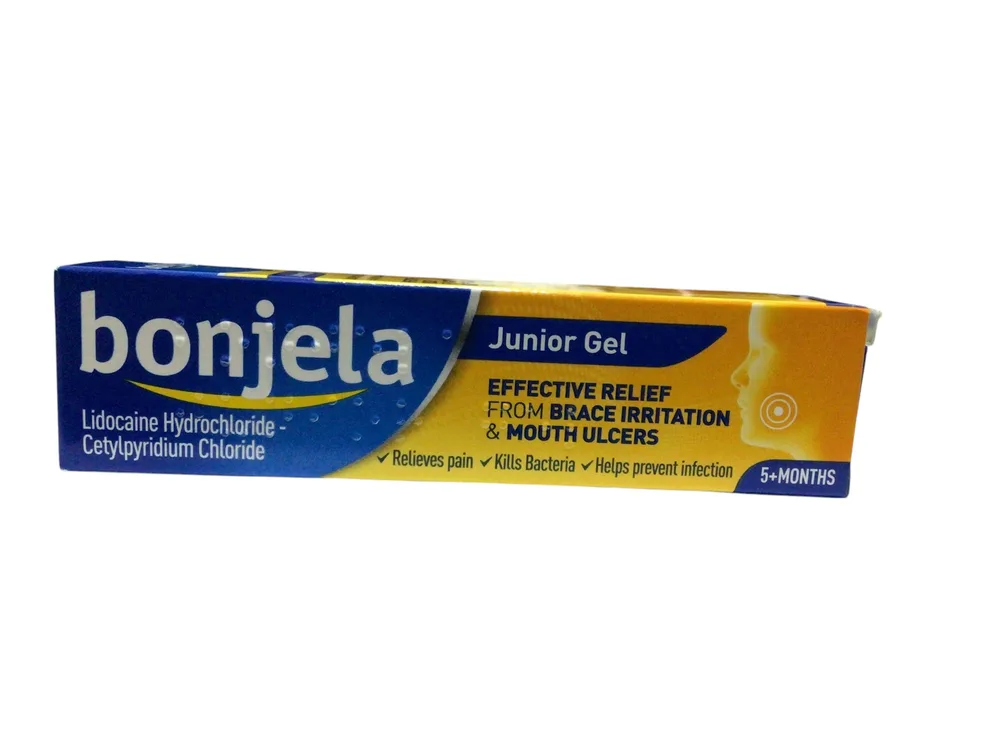 bonjela
Lidocaine Hydrochloride -
Cetylpyridium Chloride
Junior Gel
EFFECTIVE RELIEF
FROM BRACE IRRITATION
& MOUTH ULCERS
✓Relieves pain ✓Kills Bacteria ✓Helps prevent infection
5+MONTHS